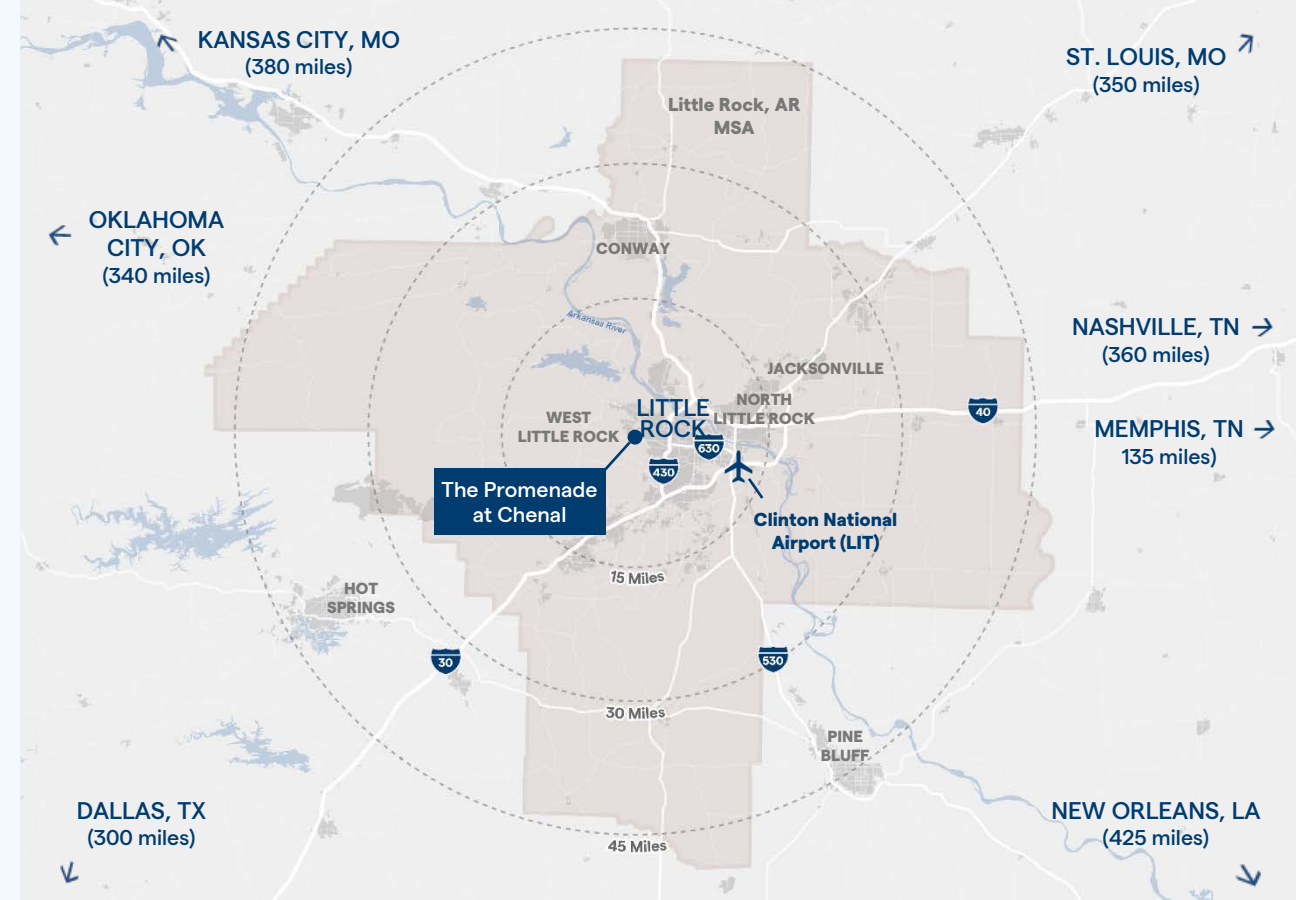 KANSAS CITY, MO
(380 miles)
ST. LOUIS, MO
(350 miles)
Little Rock, AR
MSA
OKLAHOMA
CITY, OK
(340 miles)
CONWAY
Arkansas River
NASHVILLE, TN
(360 miles)
JACKSONVILLE
NORTH
LITTLE ROCK
LITTLE
ROCK
WEST
LITTLE ROCK
40
MEMPHIS, TN
135 miles)
630
430
The Promenade
at Chenal
Clinton National
Airport (LIT)
15 Miles
HOT
SPRINGS
30
530
30 Miles
PINE
BLUFF
DALLAS, TX
(300 miles)
NEW ORLEANS, LA
(425 miles)
45 Miles